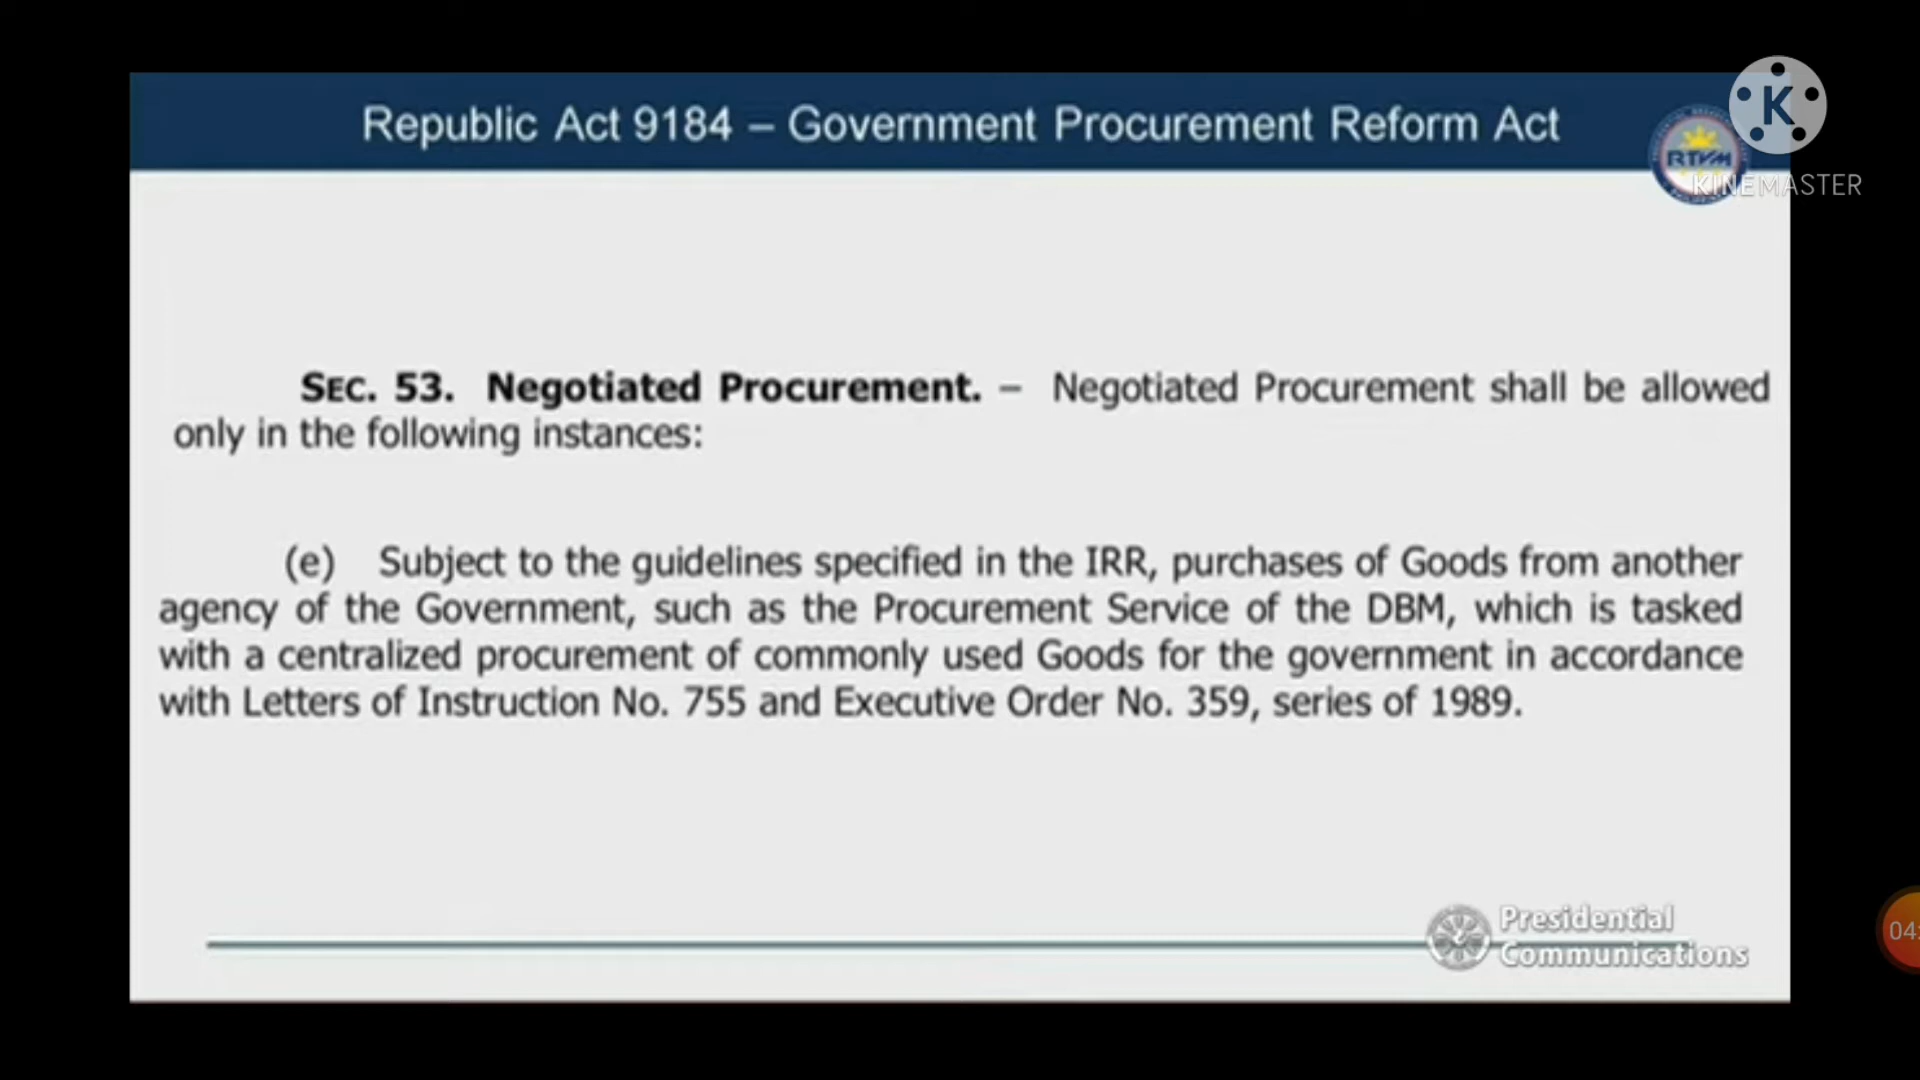 Republic Act 9184 – Government Procurement Reform Act
K
RTVM
KINEMASTER
SEC. 53. Negotiated Procurement. – Negotiated Procurement shall be allowed
only in the following instances:
(e) Subject to the guidelines specified in the IRR, purchases of Goods from another
agency of the Government, such as the Procurement Service of the DBM, which is tasked
with a centralized procurement of commonly used Goods for the government in accordance
with Letters of Instruction No. 755 and Executive Order No. 359, series of 1989.
Presidential
Communications
04: